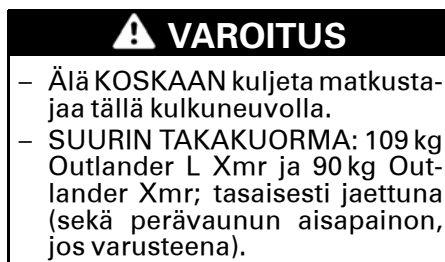 VAROITUS
– Älä KOSKAAN kuljeta matkusta-
jaa tällä kulkuneuvolla.
– SUURIN TAKAKUORMA: 109 kg
Outlander L Xmr ja 90 kg Out-
lander Xmr; tasaisesti jaettuna
(sekä perävaunun aisapainon,
jos varusteena).